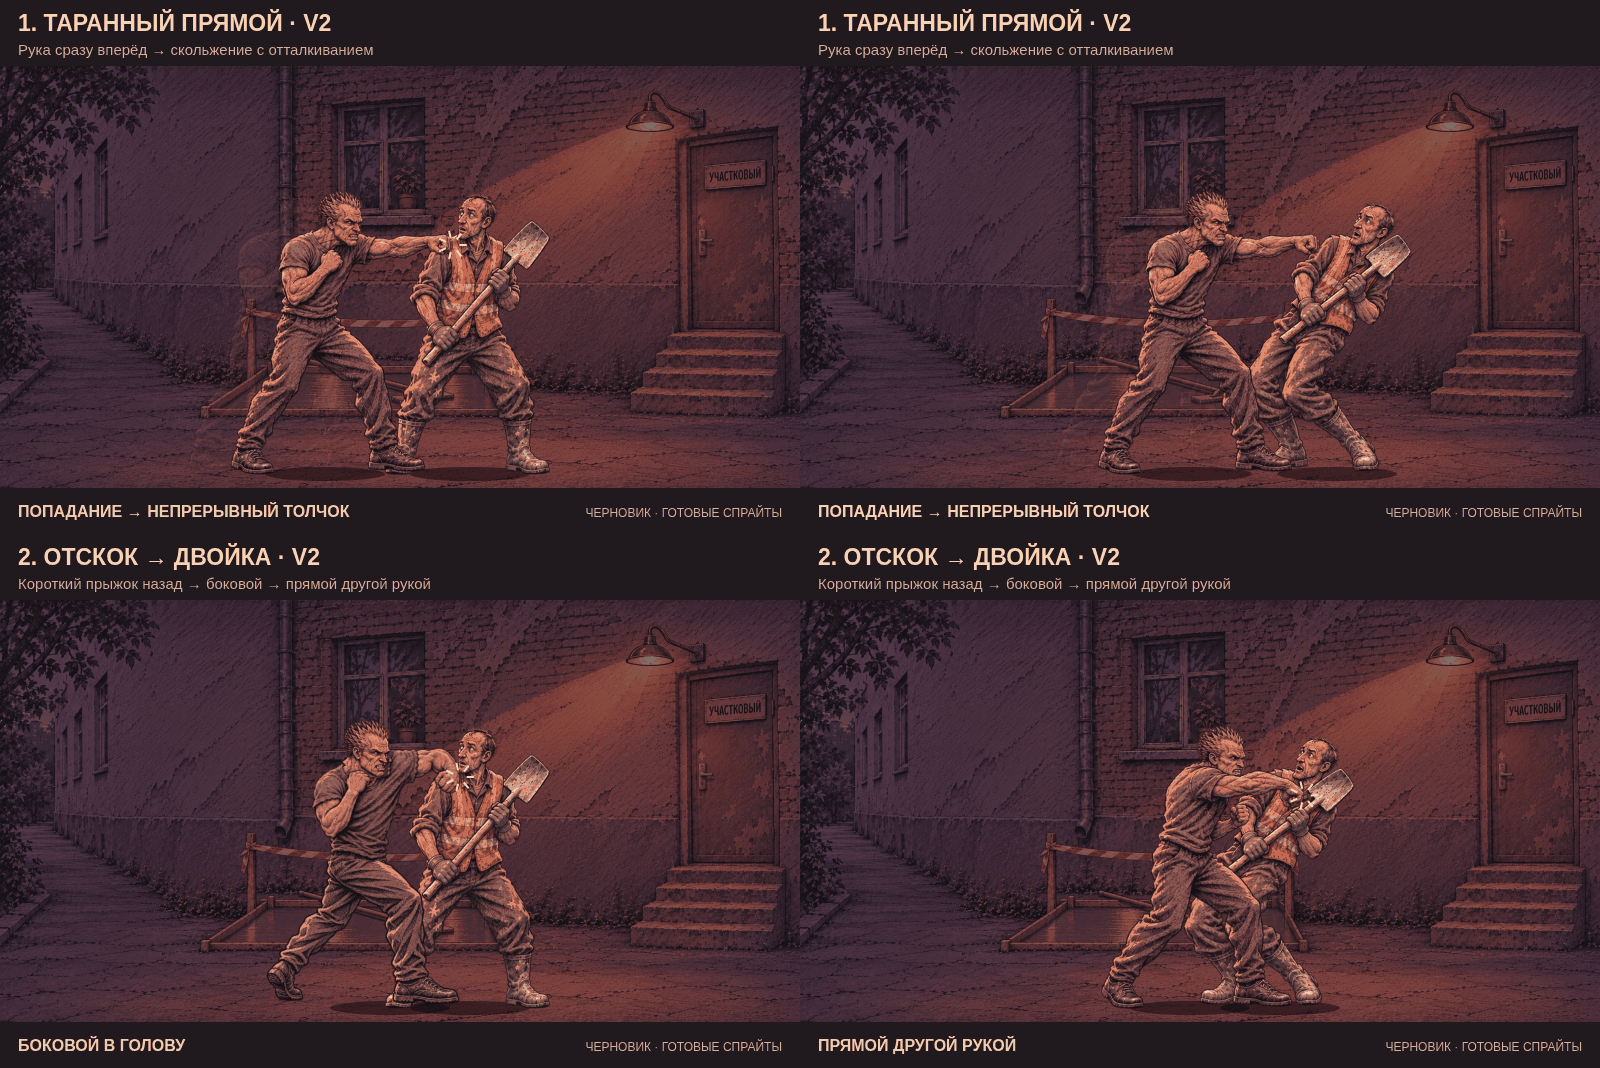 1. ТАРАННЫЙ ПРЯМОЙ · V2
Рука сразу вперёд → скольжение с отталкиванием
УЧАСТКОВЫЙ
ПОПАДАНИЕ → НЕПРЕРЫВНЫЙ ТОЛЧОК
ЧЕРНОВИК · ГОТОВЫЕ СПРАЙТЫ
1. ТАРАННЫЙ ПРЯМОЙ · V2
Рука сразу вперёд → скольжение с отталкиванием
УЧАСТКОВЫЙ
ПОПАДАНИЕ → НЕПРЕРЫВНЫЙ ТОЛЧОК
ЧЕРНОВИК · ГОТОВЫЕ СПРАЙТЫ
2. ОТСКОК → ДВОЙКА · V2
Короткий прыжок назад → боковой → прямой другой рукой
УЧАСТКОВЫЙ
БОКОВОЙ В ГОЛОВУ
ЧЕРНОВИК · ГОТОВЫЕ СПРАЙТЫ
2. ОТСКОК → ДВОЙКА · V2
Короткий прыжок назад → боковой → прямой другой рукой
УЧАСТКОВЫЙ
ПРЯМОЙ ДРУГОЙ РУКОЙ
ЧЕРНОВИК · ГОТОВЫЕ СПРАЙТЫ